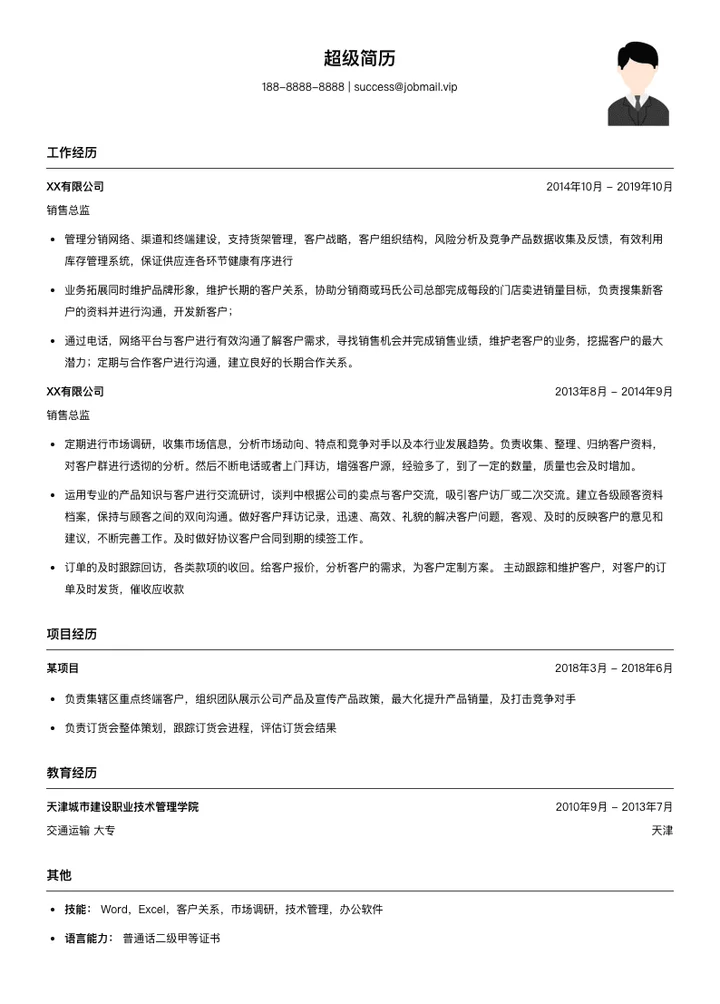 超级简历
188-8888-8888 | success@jobmail.vip
工作经历
XX有限公司 2014年10月 – 2019年10月
销售总监
• 管理分销网络、渠道和终端建设，支持货架管理，客户战略，客户组织结构，风险分析及竞争产品数据收集及反馈，有效利用
库存管理系统，保证供应连各环节健康有序进行
• 业务拓展同时维护品牌形象，维护长期的客户关系，协助分销商或玛氏公司总部完成每段的门店卖进销量目标，负责搜集新客
户的资料并进行沟通，开发新客户；
• 通过电话，网络平台与客户进行有效沟通了解客户需求，寻找销售机会并完成销售业绩，维护老客户的业务，挖掘客户的最大
潜力；定期与合作客户进行沟通，建立良好的长期合作关系。
XX有限公司 2013年8月 – 2014年9月
销售总监
• 定期进行市场调研，收集市场信息，分析市场动向、特点和竞争对手以及本行业发展趋势。负责收集、整理、归纳客户资料，
对客户群进行透彻的分析。然后不断电话或者上门拜访，增强客户源，经验多了，到了一定的数量，质量也会及时增加。
• 运用专业的产品知识与客户进行交流研讨，谈判中根据公司的卖点与客户交流，吸引客户访厂或二次交流。建立各级顾客资料
档案，保持与顾客之间的双向沟通。做好客户拜访记录，迅速、高效、礼貌的解决客户问题，客观、及时的反映客户的意见和
建议，不断完善工作。及时做好协议客户合同到期的续签工作。
• 订单的及时跟踪回访，各类款项的收回。给客户报价，分析客户的需求，为客户定制方案。 主动跟踪和维护客户，对客户的订
单及时发货，催收应收款
项目经历
某项目 2018年3月 – 2018年6月
• 负责集辖区重点终端客户，组织团队展示公司产品及宣传产品政策，最大化提升产品销量，及打击竞争对手
• 负责订货会整体策划，跟踪订货会进程，评估订货会结果
教育经历
天津城市建设职业技术管理学院 2010年9月 – 2013年7月
交通运输 大专 天津
其他
• 技能： Word，Excel，客户关系，市场调研，技术管理，办公软件
• 语言能力： 普通话二级甲等证书